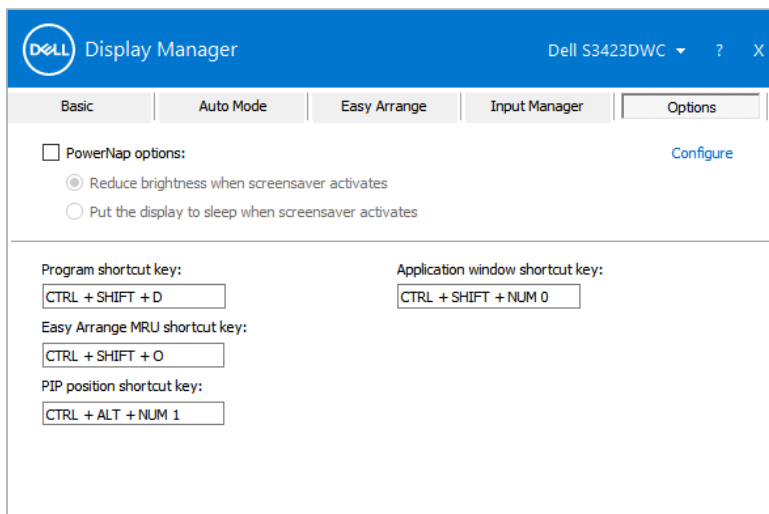 DELL Display Manager Dell S3423DWC ? X
Basic Auto Mode Easy Arrange Input Manager Options
PowerNap options: Configure
Reduce brightness when screensaver activates
Put the display to sleep when screensaver activates
Program shortcut key: Application window shortcut key:
CTRL + SHIFT + D CTRL + SHIFT + NUM 0
Easy Arrange MRU shortcut key:
CTRL + SHIFT + O
PIP position shortcut key:
CTRL + ALT + NUM 1